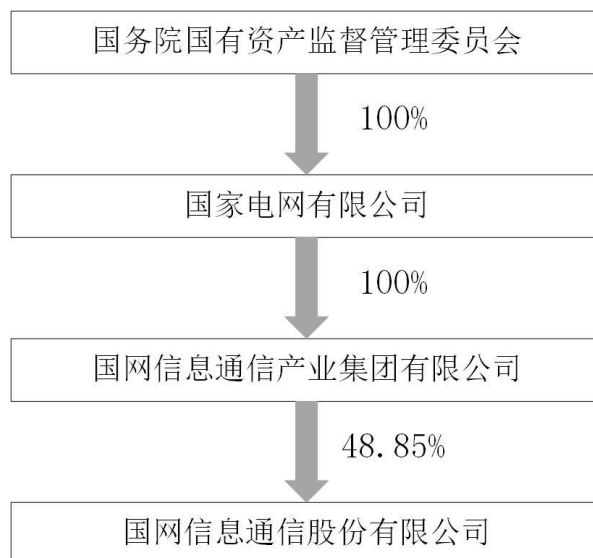 国务院国有资产监督管理委员会
100%
国家电网有限公司
100%
国网信息通信产业集团有限公司
48.85%
国网信息通信股份有限公司